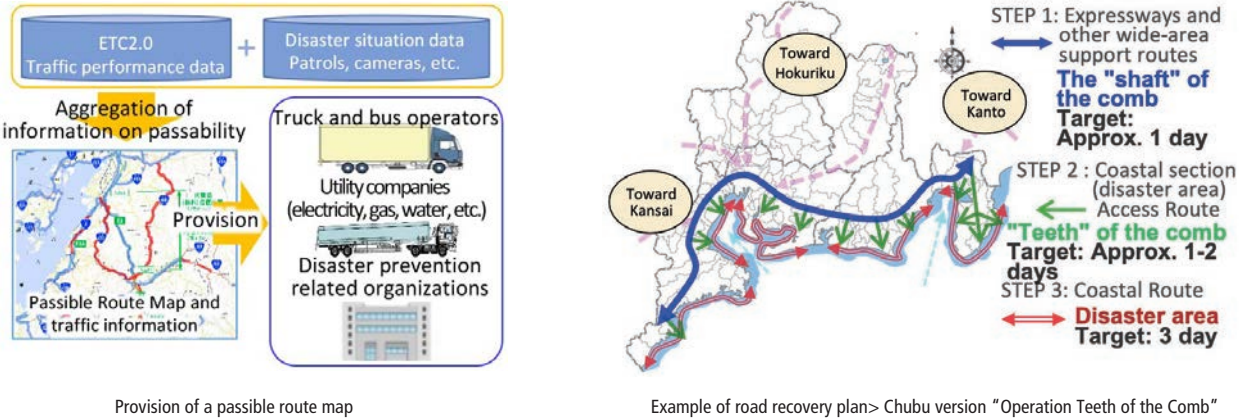 ETC2.0
Traffic performance data
+
Disaster situation data
Patrols, cameras, etc.
Aggregation of
information on passability
Provision
Passible Route Map and
traffic information
Truck and bus operators
Utility companies
(electricity, gas, water, etc.)
Disaster prevention
related organizations
Provision of a passible route map
Toward
Hokuriku
Toward
Kanto
Toward
Kansai
STEP 1: Expressways and
other wide-area
support routes
The "shaft" of
the comb
Target:
Approx. 1 day
STEP 2 : Coastal section
(disaster area)
Access Route
"Teeth" of the comb
Target: Approx. 1-2
days
STEP 3: Coastal Route
Disaster area
Target: 3 day
Example of road recovery plan> Chubu version "Operation Teeth of the Comb"